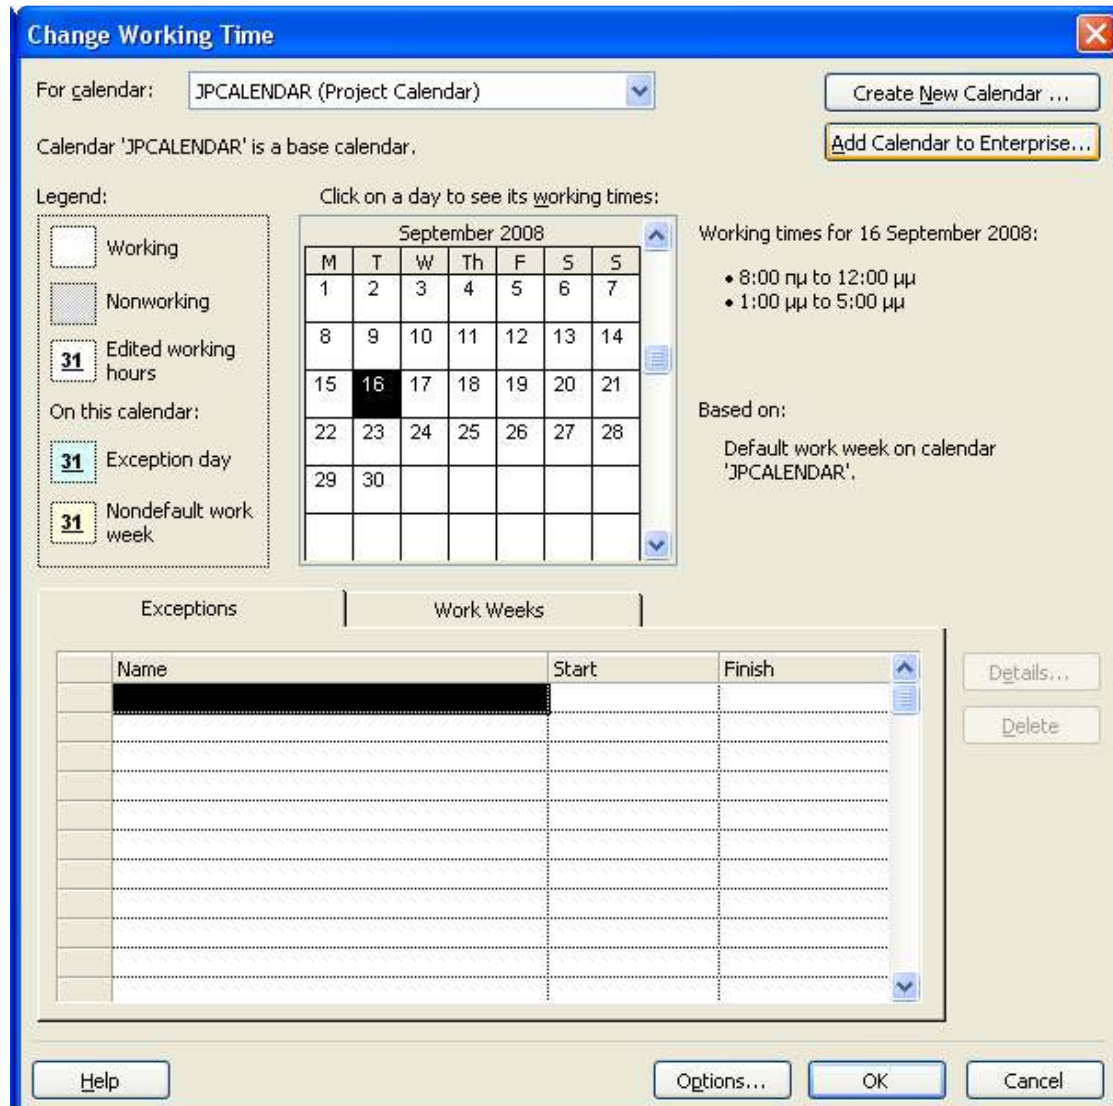 Change Working Time
For calendar: JPCALENDAR (Project Calendar)
Create New Calendar ...
Calendar 'JPCALENDAR' is a base calendar.
Add Calendar to Enterprise...
Legend:
Working
Nonworking
31 Edited working
hours
On this calendar:
31 Exception day
31 Nondefault work
week
Click on a day to see its working times:
September 2008
M T W Th F S S
1 2 3 4 5 6 7
8 9 10 11 12 13 14
15 16 17 18 19 20 21
22 23 24 25 26 27 28
29 30
Working times for 16 September 2008:
• 8:00 πμ to 12:00 μμ
• 1:00 μμ to 5:00 μμ
Based on:
Default work week on calendar
'JPCALENDAR'.
Exceptions Work Weeks
Name Start Finish
Details...
Delete
Help Options... OK Cancel